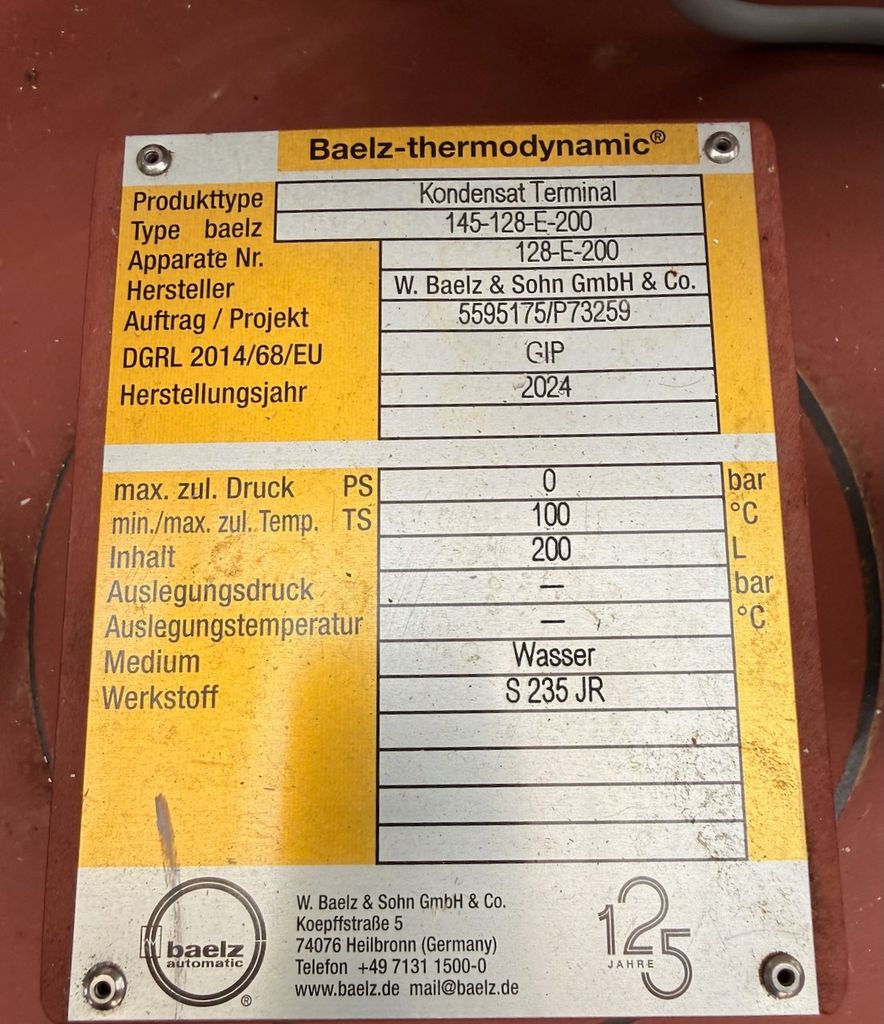 Baelz-thermodynamic®
Produkttype Kondensat Terminal
Type baelz 145-128-E-200
Apparate Nr. 128-E-200
Hersteller W. Baelz & Sohn GmbH & Co.
Auftrag / Projekt 5595175/P73259
DGRL 2014/68/EU GIP
Herstellungsjahr 2024
max. zul. Druck PS 0 bar
min./max. zul. Temp. TS 100 °C
Inhalt 200 L
Auslegungsdruck – bar
Auslegungstemperatur – °C
Medium Wasser
Werkstoff S 235 JR
baelz
automatic
®
W. Baelz & Sohn GmbH & Co.
Koepffstraße 5
74076 Heilbronn (Germany)
Telefon +49 7131 1500-0
www.baelz.de mail@baelz.de
125
JAHRE